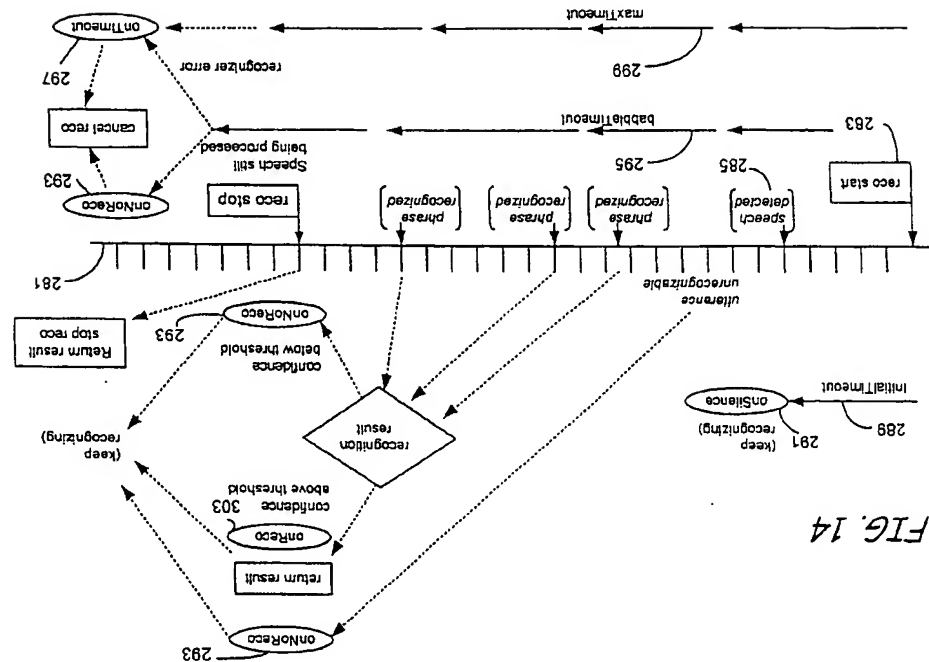 293
onNoReco
return result
onReco
303
confidence
above threshold
FIG. 14
recognition
result
(keep
recognizing)
291
(keep
recognizing)
289
onSilence
InitialTimeout
confidence
below threshold
293
onNoReco
Return result
stop reco
utterance
unrecognizable
281
reco start
283
speech
detected
285
phrase
recognized
phrase
recognized
phrase
recognized
reco stop
293
onNoReco
Speech still
being processed
295
babbleTimeout
cancel reco
recognizer error
297
onTimeout
299
maxTimeout